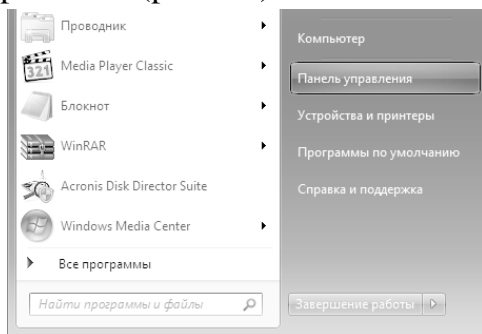 Проводник
Media Player Classic
Блокнот
WinRAR
Acronis Disk Director Suite
Windows Media Center
Все программы
Найти программы и файлы
Компьютер
Панель управления
Устройства и принтеры
Программы по умолчанию
Справка и поддержка
Завершение работы